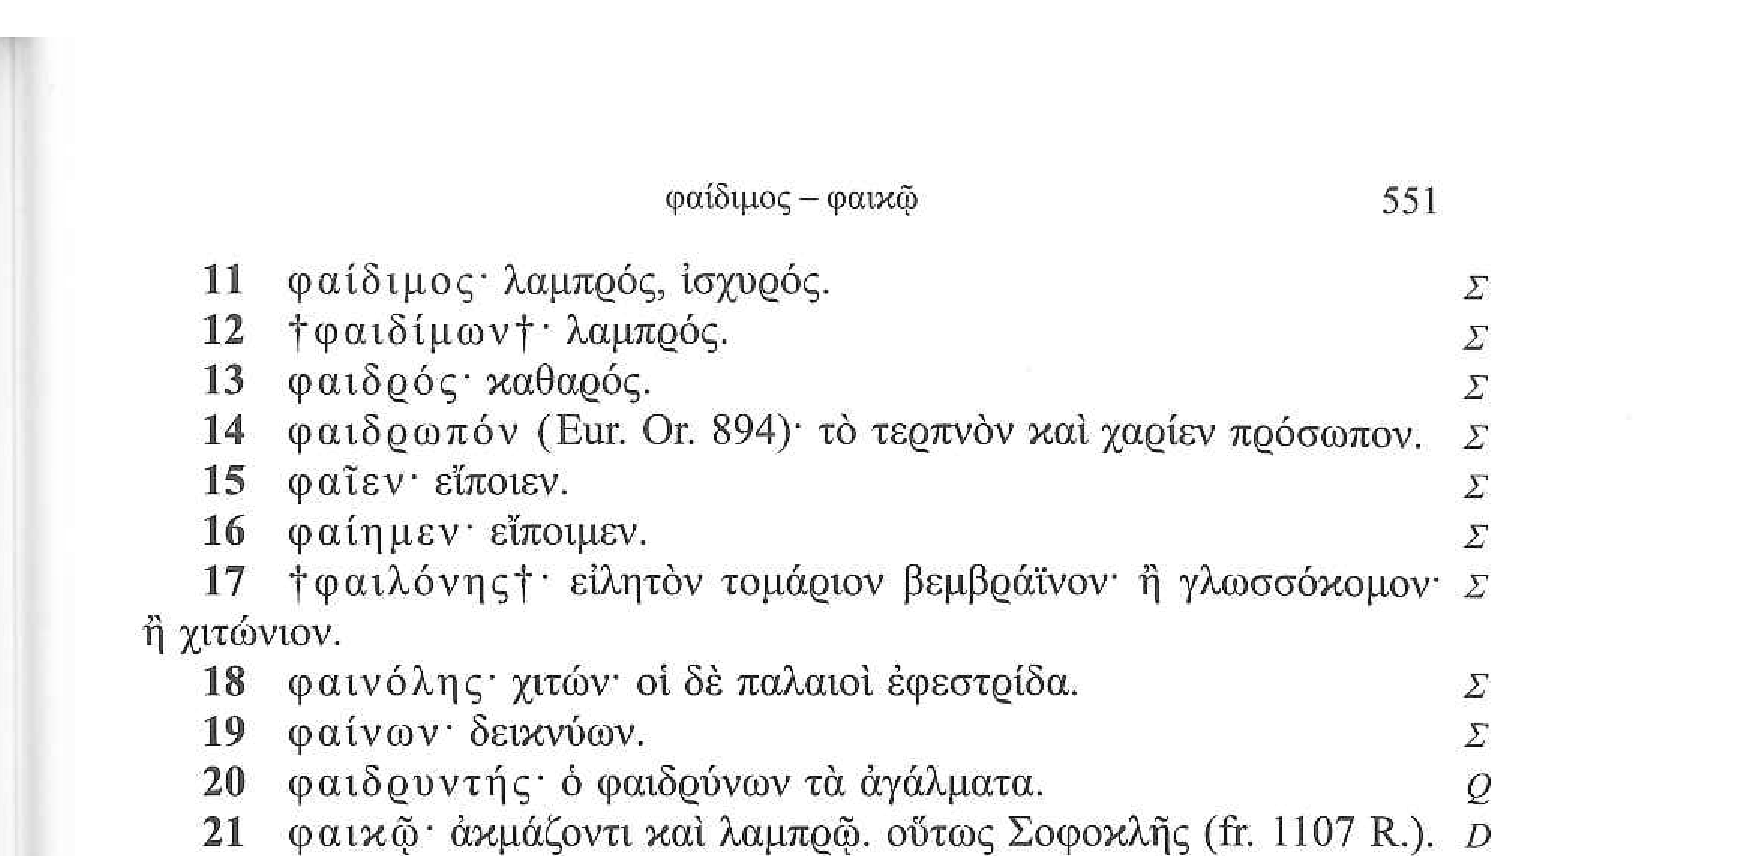 φαίδιμος – φαικῷ 551
11 φαίδιμος· λαμπρός, ἰσχυρός. Σ
12 †φαιδίμων†· λαμπρός. Σ
13 φαιδρός· καθαρός. Σ
14 φαιδρωπόν (Eur. Or. 894)· τὸ τερπνὸν καὶ χαρίεν πρόσωπον. Σ
15 φαῖεν· εἴποιεν. Σ
16 φαίημεν· εἴποιμεν. Σ
17 †φαιλόνης†· εἰλητὸν τομάριον βεμβράϊνον· ἢ γλωσσόκομον· Σ
ἢ χιτώνιον.
18 φαινόλης· χιτών· οἱ δὲ παλαιοὶ ἐφεστρίδα. Σ
19 φαίνων· δεικνύων. Σ
20 φαιδρυντής· ὁ φαιδρύνων τὰ ἀγάλματα. Q
21 φαικῷ· ἀκμάζοντι καὶ λαμπρῷ. οὕτως Σοφοκλῆς (fr. 1107 R.). D